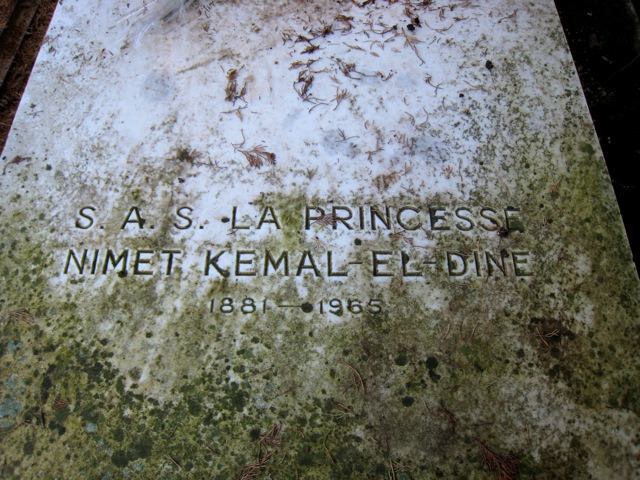 S. A. S. LA PRINCESSE
NIMET KEMAL-EL-DINE
1881-1965